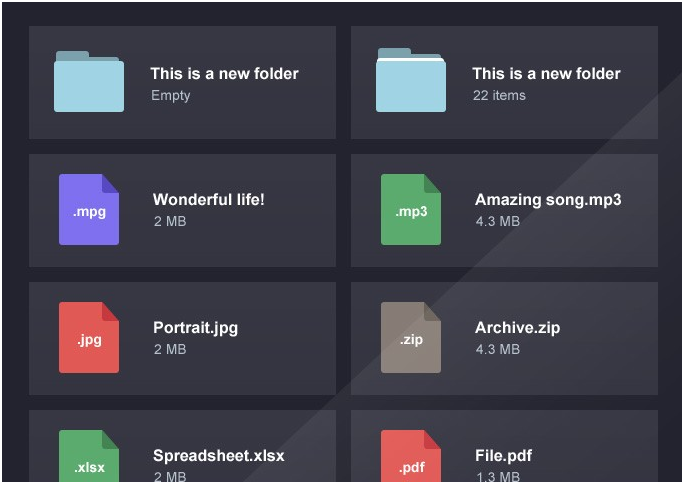 This is a new folder
Empty
This is a new folder
22 items
.mpg
Wonderful life!
2 MB
.mp3
Amazing song.mp3
4.3 MB
.jpg
Portrait.jpg
2 MB
.zip
Archive.zip
4.3 MB
.xlsx
Spreadsheet.xlsx
2 MB
.pdf
File.pdf
1.3 MB